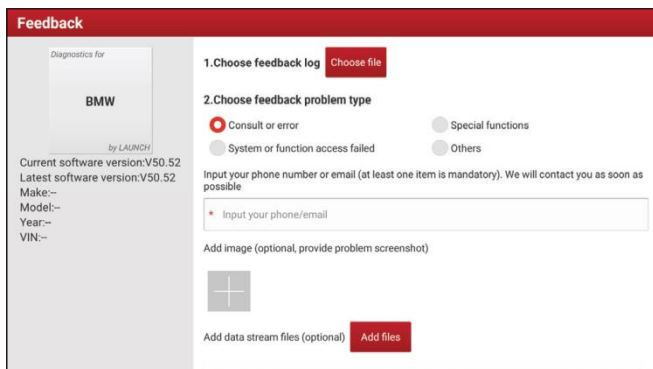 Feedback
Diagnostics for
BMW
by LAUNCH
Current software version:V50.52
Latest software version:V50.52
Make:--
Model:--
Year:--
VIN:--
1.Choose feedback log Choose file
2.Choose feedback problem type
Consult or error Special functions
System or function access failed Others
Input your phone number or email (at least one item is mandatory). We will contact you as soon as
possible
* Input your phone/email
Add image (optional, provide problem screenshot)
Add data stream files (optional) Add files